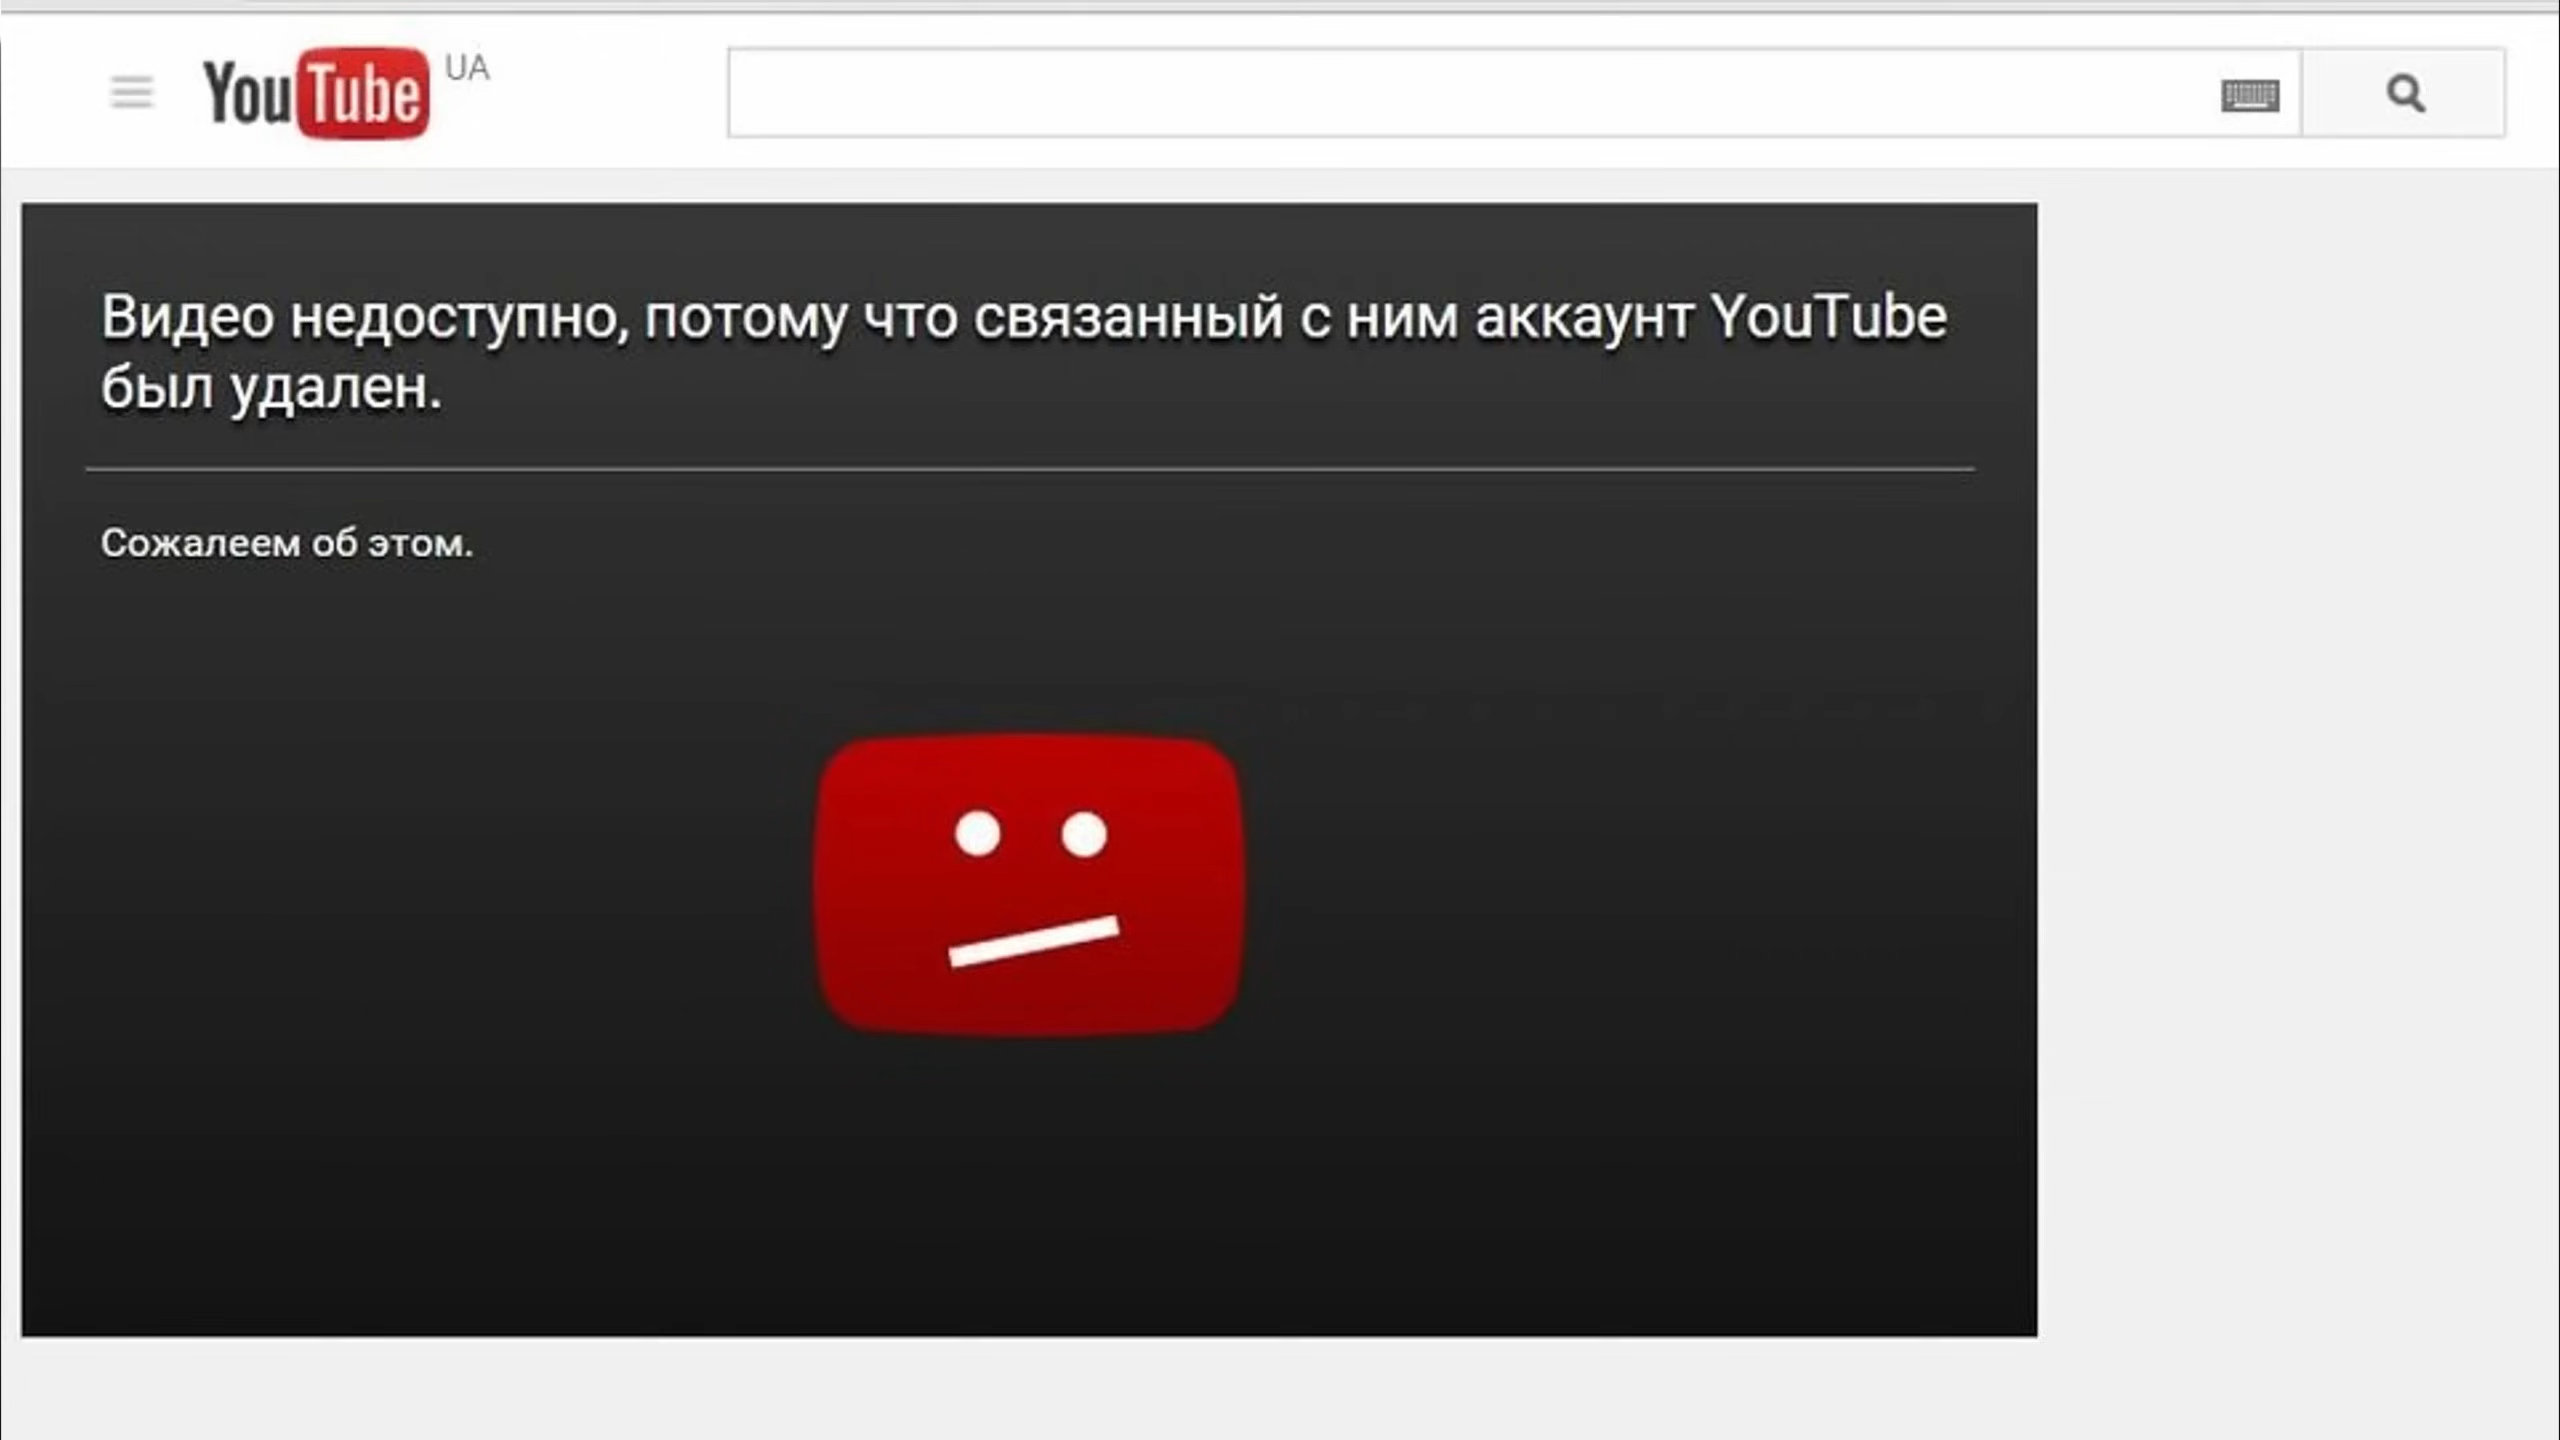 YouTube UA
Видео недоступно, потому что связанный с ним аккаунт YouTube
был удален.
Сожалеем об этом.